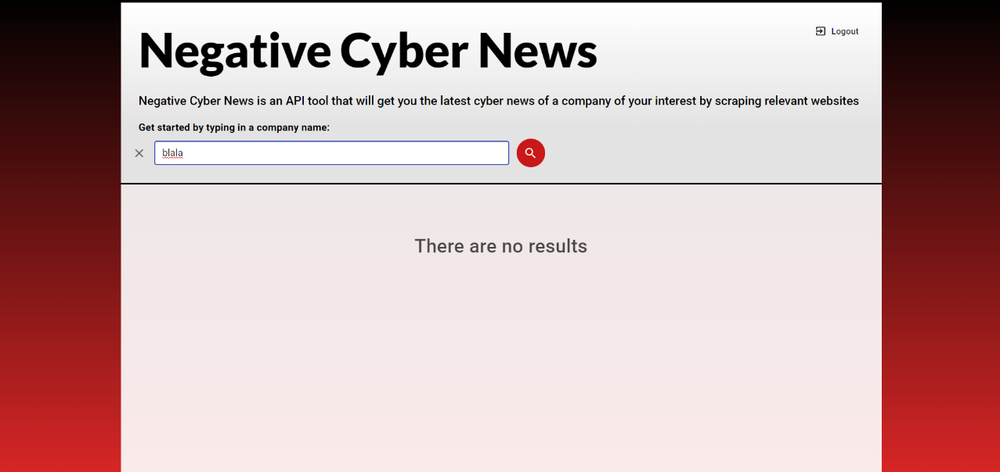 Negative Cyber News
Logout
Negative Cyber News is an API tool that will get you the latest cyber news of a company of your interest by scraping relevant websites
Get started by typing in a company name:
blala
There are no results